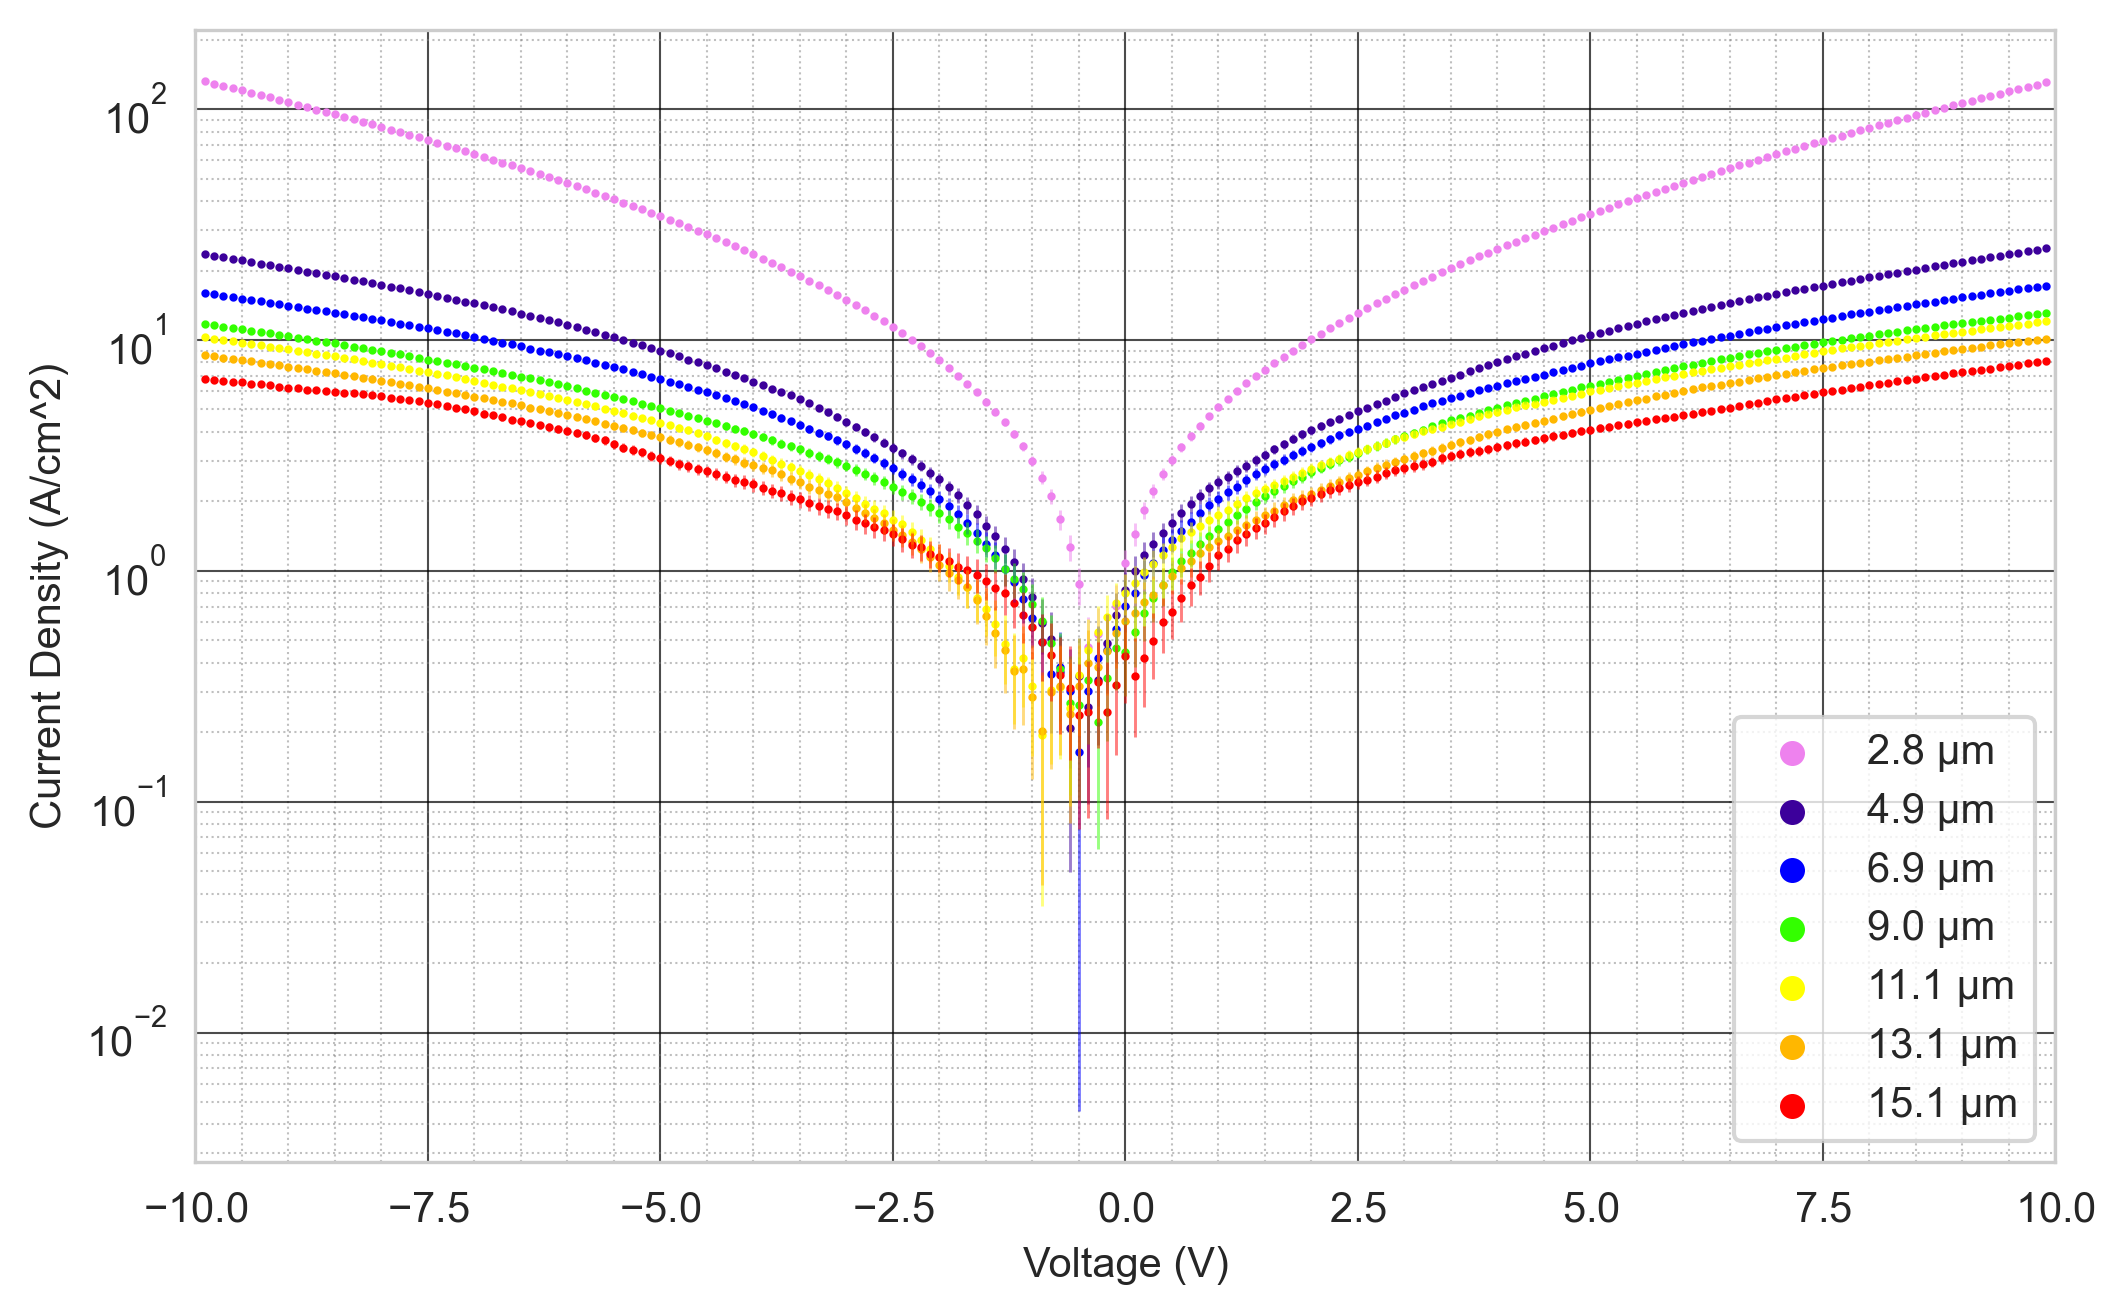 Current Density (A/cm^2)
10^2
10^1
10^0
10^−1
10^−2
2.8 µm
4.9 µm
6.9 µm
9.0 µm
11.1 µm
13.1 µm
15.1 µm
−10.0 −7.5 −5.0 −2.5 0.0 2.5 5.0 7.5 10.0
Voltage (V)